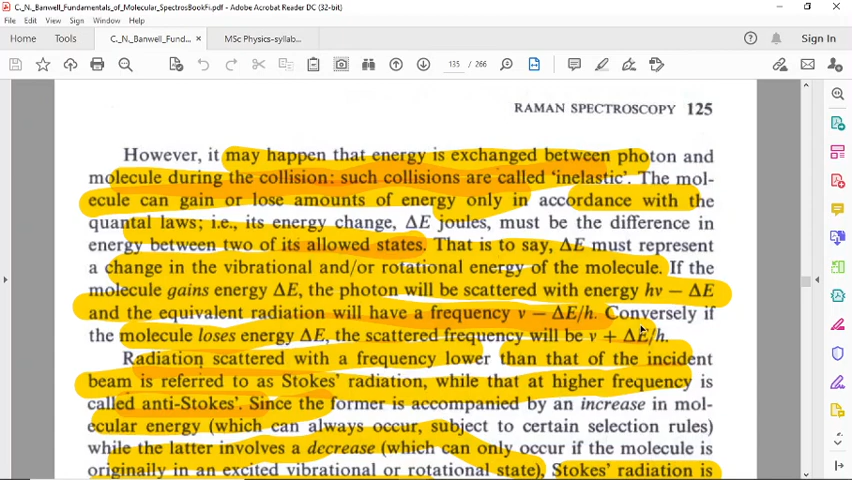 C._N._Banwell_Fundamentals_of_Molecular_SpectrosBookFi.pdf - Adobe Acrobat Reader DC (32-bit)
File Edit View Sign Window Help
Home Tools C._N._Banwell_Fund... × MSc Physics-syllab... Sign In
135 / 266
RAMAN SPECTROSCOPY 125
However, it may happen that energy is exchanged between photon and
molecule during the collision: such collisions are called ‘inelastic’. The mol-
ecule can gain or lose amounts of energy only in accordance with the
quantal laws; i.e., its energy change, ΔE joules, must be the difference in
energy between two of its allowed states. That is to say, ΔE must represent
a change in the vibrational and/or rotational energy of the molecule. If the
molecule gains energy ΔE, the photon will be scattered with energy hν − ΔE
and the equivalent radiation will have a frequency ν − ΔE/h. Conversely if
the molecule loses energy ΔE, the scattered frequency will be ν + ΔE/h.
Radiation scattered with a frequency lower than that of the incident
beam is referred to as Stokes’ radiation, while that at higher frequency is
called anti-Stokes’. Since the former is accompanied by an increase in mol-
ecular energy (which can always occur, subject to certain selection rules)
while the latter involves a decrease (which can only occur if the molecule is
originally in an excited vibrational or rotational state), Stokes’ radiation is